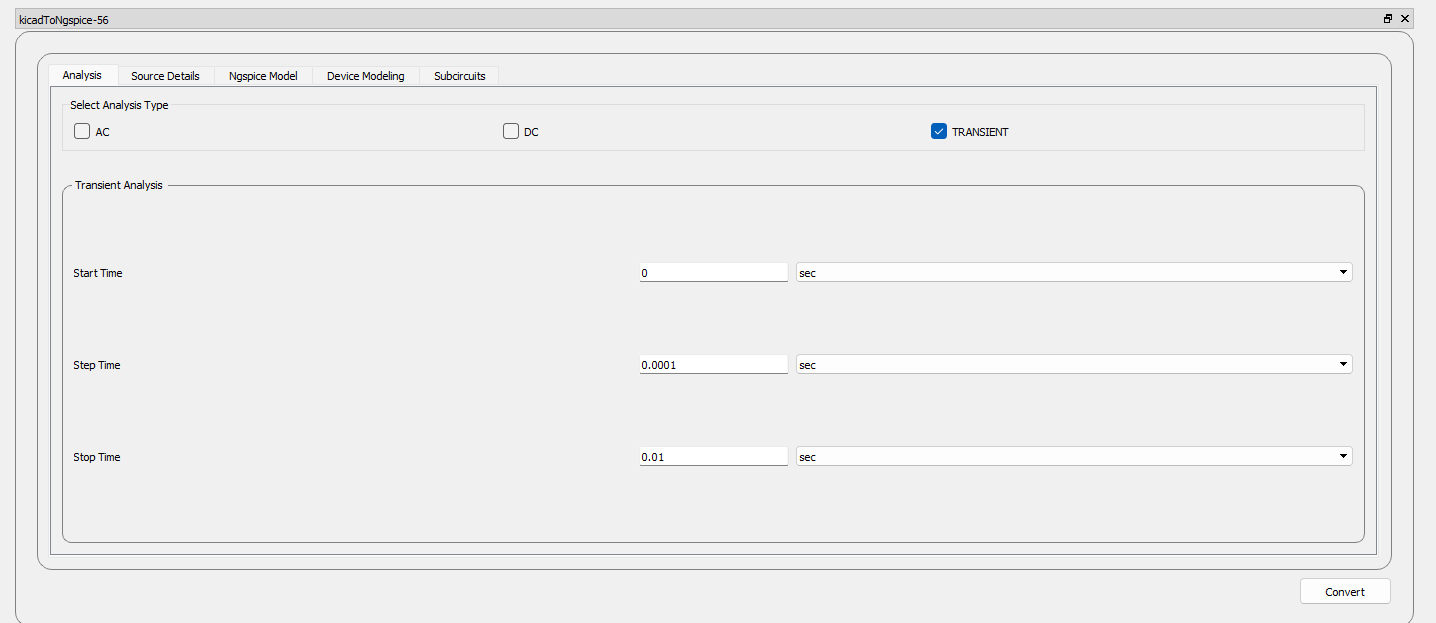 kicadToNgspice-56
Analysis Source Details Ngspice Model Device Modeling Subcircuits
Select Analysis Type
AC DC TRANSIENT
Transient Analysis
Start Time 0 sec
Step Time 0.0001 sec
Stop Time 0.01 sec
Convert